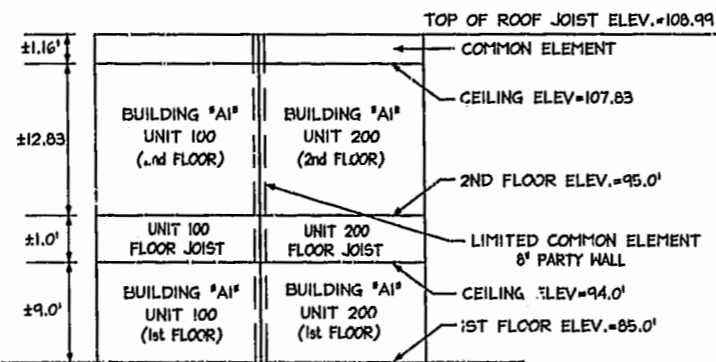 TOP OF ROOF JOIST ELEV.=108.99
±1.16'
COMMON ELEMENT
CEILING ELEV=107.83
±12.83
BUILDING "A1"
UNIT 100
FLOOR)
BUILDING "A1"
UNIT 200
(2nd FLOOR)
2ND FLOOR ELEV.=95.0'
±1.0'
UNIT 100
FLOOR JOIST
UNIT 200
FLOOR JOIST
LIMITED COMMON ELEMENT
8" PARTY WALL
±9.0'
BUILDING "A1"
UNIT 100
(1st FLOOR)
BUILDING "A1"
UNIT 200
(1st FLOOR)
CEILING =94.0'
1ST FLOOR ELEV.=85.0'